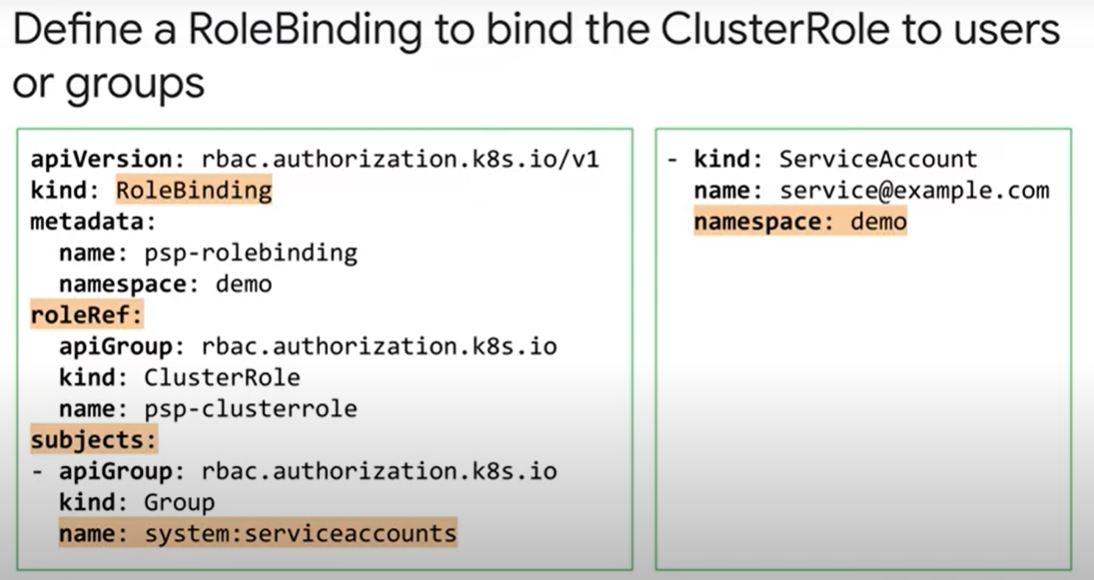 Define a RoleBinding to bind the ClusterRole to users
or groups
apiVersion: rbac.authorization.k8s.io/v1
kind: RoleBinding
metadata:
  name: psp-rolebinding
  namespace: demo
roleRef:
  apiGroup: rbac.authorization.k8s.io
  kind: ClusterRole
  name: psp-clusterrole
subjects:
- apiGroup: rbac.authorization.k8s.io
  kind: Group
  name: system:serviceaccounts
- kind: ServiceAccount
  name: service@example.com
  namespace: demo